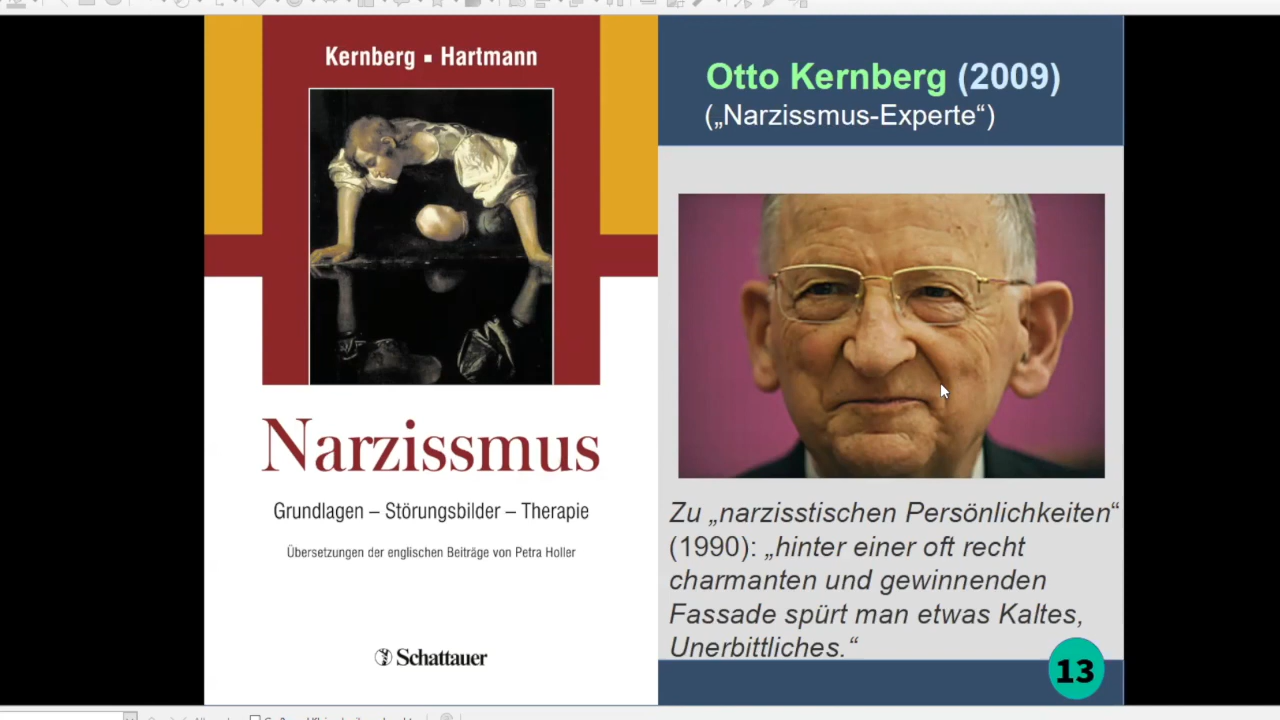 Kernberg ▪ Hartmann
Narzissmus
Grundlagen – Störungsbilder – Therapie
Übersetzungen der englischen Beiträge von Petra Holler
Schattauer
Otto Kernberg (2009)
(„Narzissmus-Experte“)
Zu „narzisstischen Persönlichkeiten“
(1990): „hinter einer oft recht
charmanten und gewinnenden
Fassade spürt man etwas Kaltes,
Unerbittliches.“
13